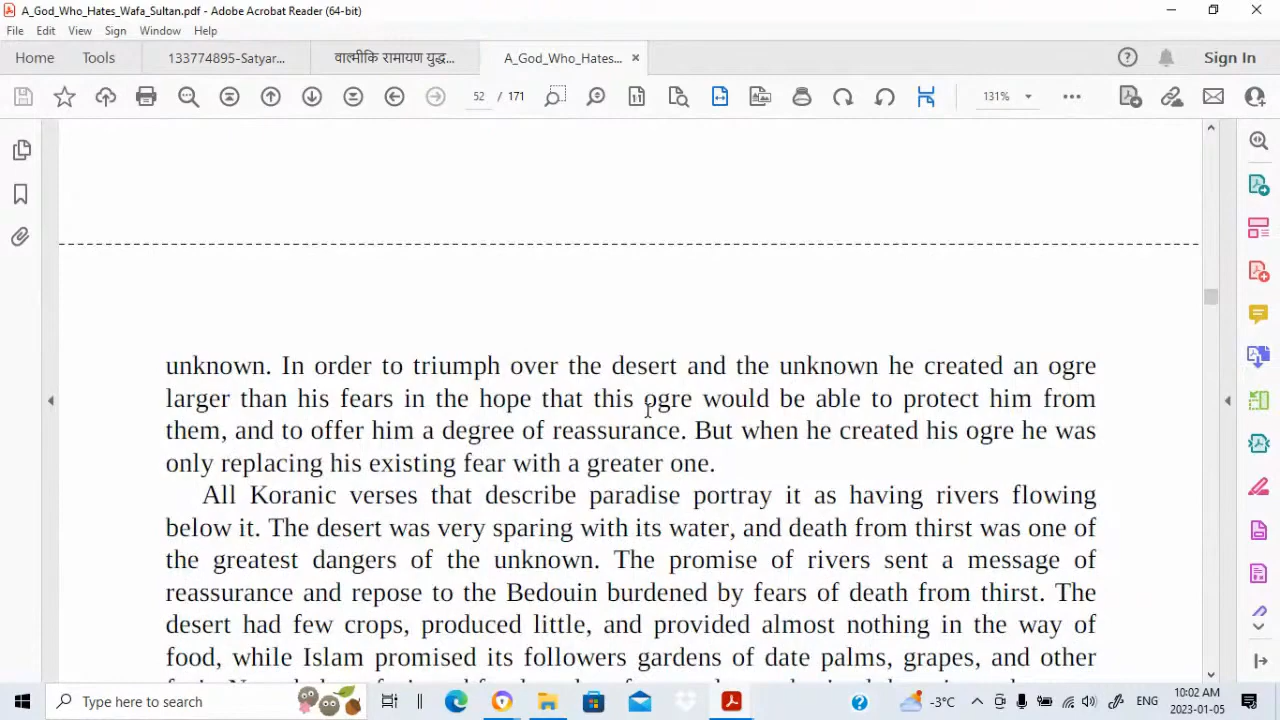 A_God_Who_Hates_Wafa_Sultan.pdf - Adobe Acrobat Reader (64-bit)
File Edit View Sign Window Help
Home Tools 133774895-Satyar... वाल्मीकि रामायण युद्ध... A_God_Who_Hates... Sign In
52 / 171 131%
unknown. In order to triumph over the desert and the unknown he created an ogre
larger than his fears in the hope that this ogre would be able to protect him from
them, and to offer him a degree of reassurance. But when he created his ogre he was
only replacing his existing fear with a greater one.
All Koranic verses that describe paradise portray it as having rivers flowing
below it. The desert was very sparing with its water, and death from thirst was one of
the greatest dangers of the unknown. The promise of rivers sent a message of
reassurance and repose to the Bedouin burdened by fears of death from thirst. The
desert had few crops, produced little, and provided almost nothing in the way of
food, while Islam promised its followers gardens of date palms, grapes, and other
Type here to search
-3°C ENG 10:02 AM
2023-01-05